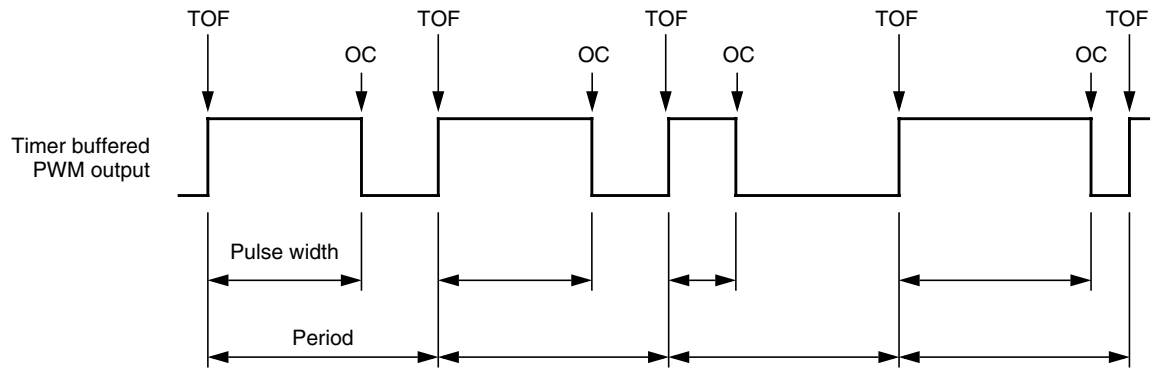 TOF TOF TOF TOF TOF
OC OC OC OC
Timer buffered
PWM output
Pulse width
Period